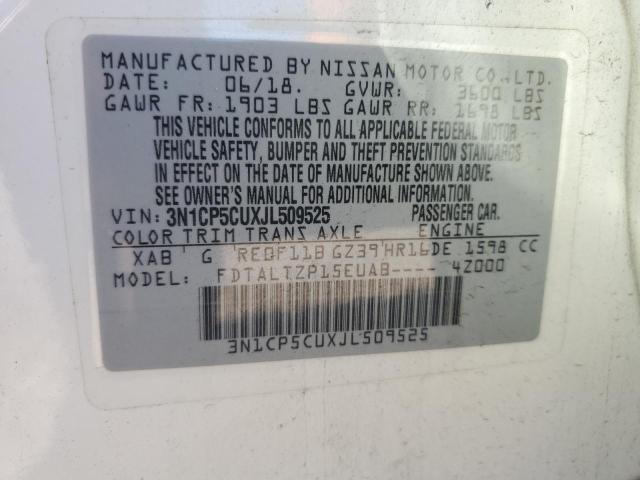 MANUFACTURED BY NISSAN MOTOR CO., LTD.
DATE: 06/18. GVWR: 3600 LBS
GAWR FR: 1903 LBS GAWR RR: 1698 LBS
THIS VEHICLE CONFORMS TO ALL APPLICABLE FEDERAL MOTOR
VEHICLE SAFETY, BUMPER AND THEFT PREVENTION STANDARDS
IN EFFECT ON THE DATE OF MANUFACTURE SHOWN ABOVE.
SEE OWNER'S MANUAL FOR ADDITIONAL INFORMATION.
VIN: 3N1CP5CUXJL509525 PASSENGER CAR.
COLOR TRIM TRANS AXLE ENGINE
XAB G RE0F11B GZ39 HR16DE 1598 CC
FDTALTZP15EUAB---- 4Z000
3N1CP5CUXJL509525